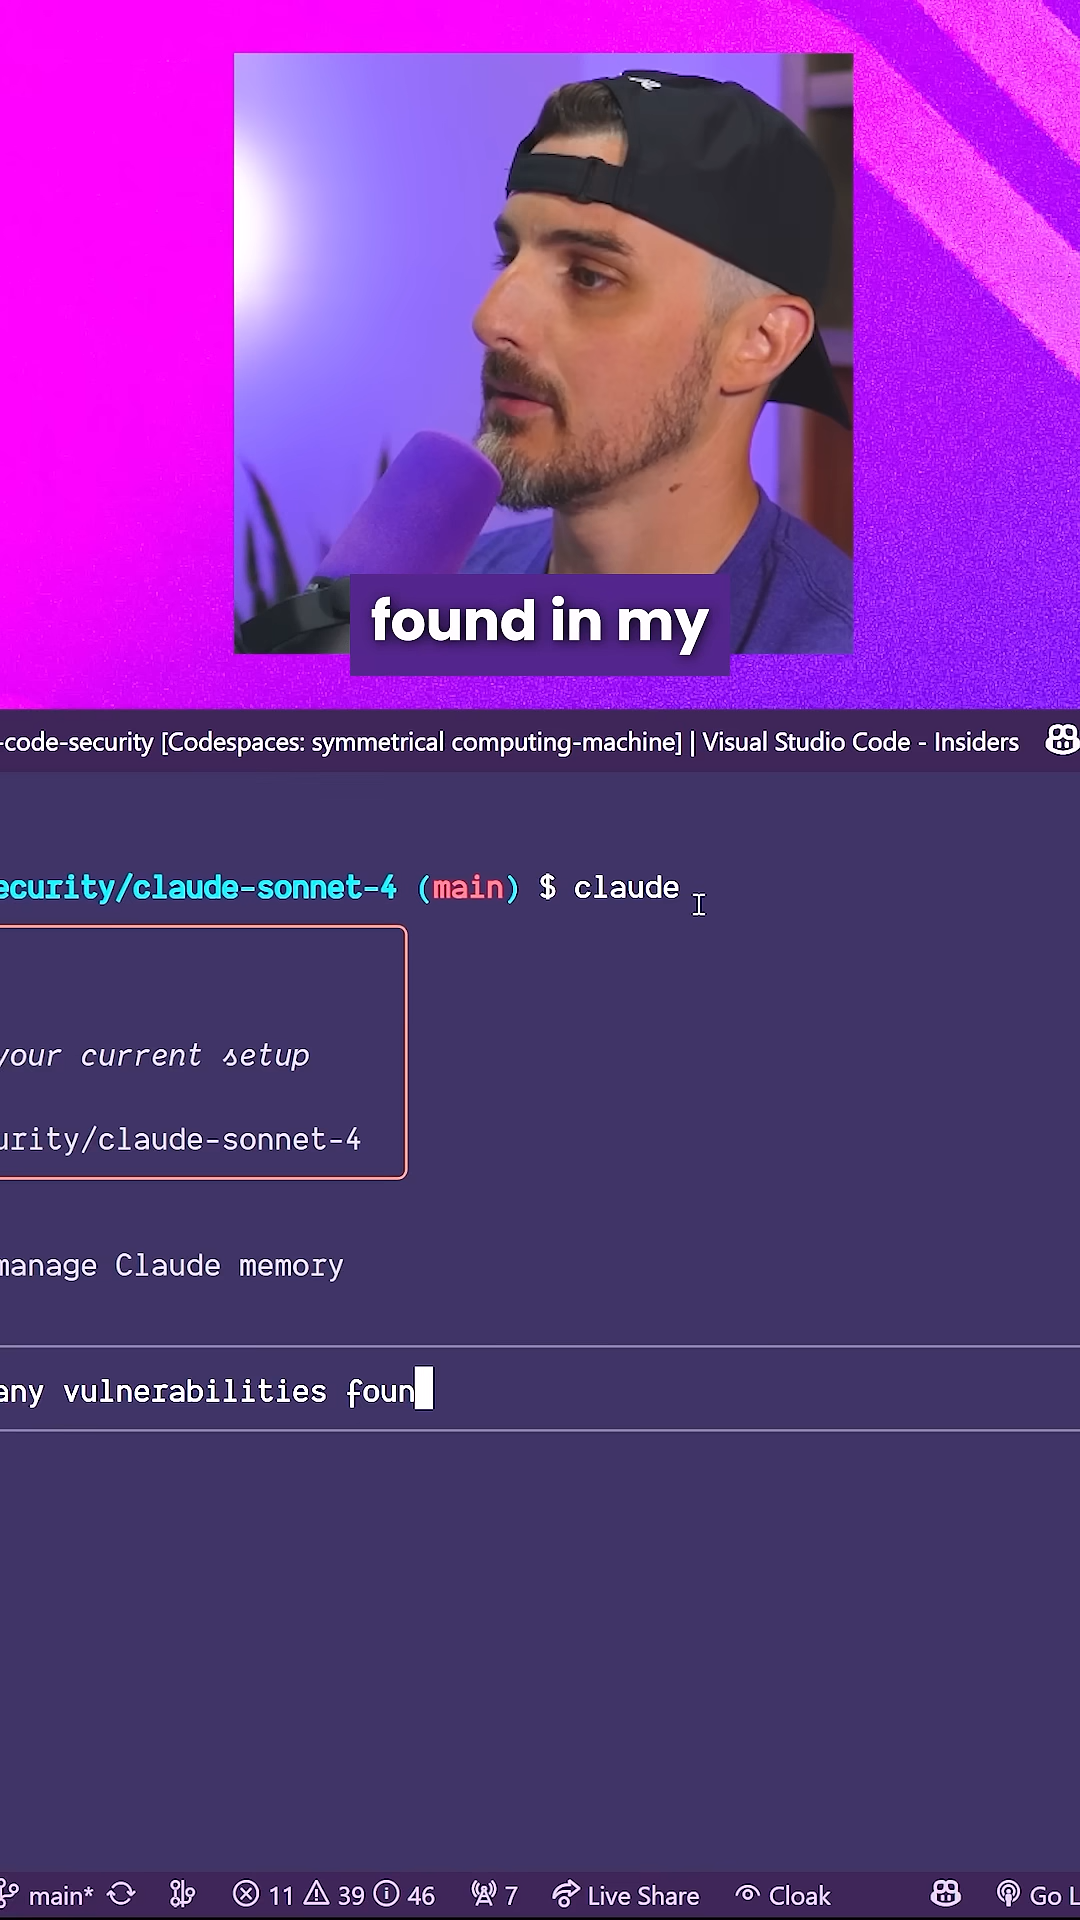 found in my
-code-security [Codespaces: symmetrical computing-machine] | Visual Studio Code - Insiders
ecurity/claude-sonnet-4 (main) $ claude
your current setup
urity/claude-sonnet-4
manage Claude memory
any vulnerabilities foun
main* 11 39 46 7 Live Share Cloak Go L